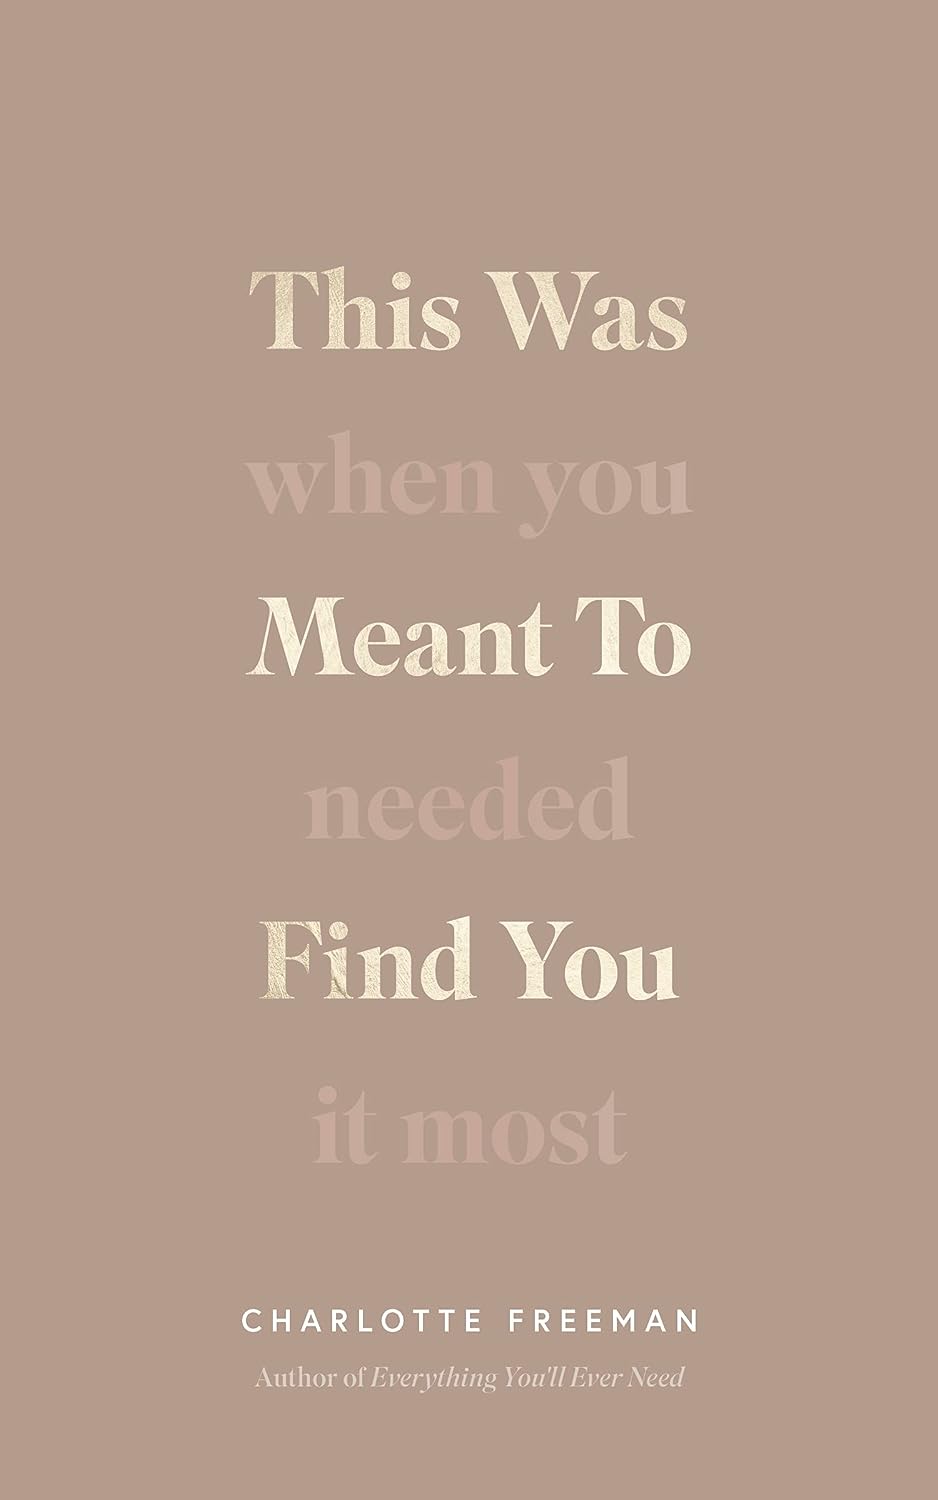 This Was
when you
Meant To
needed
Find You
it most
CHARLOTTE FREEMAN
Author of Everything You'll Ever Need